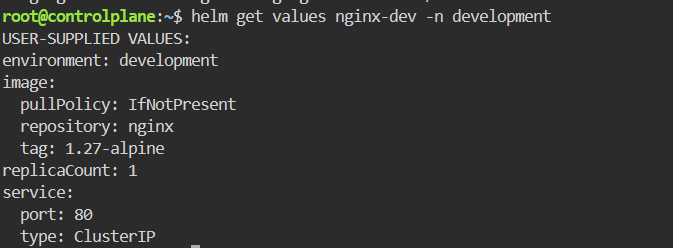 root@controlplane:~$ helm get values nginx-dev -n development
USER-SUPPLIED VALUES:
environment: development
image:
  pullPolicy: IfNotPresent
  repository: nginx
  tag: 1.27-alpine
replicaCount: 1
service:
  port: 80
  type: ClusterIP